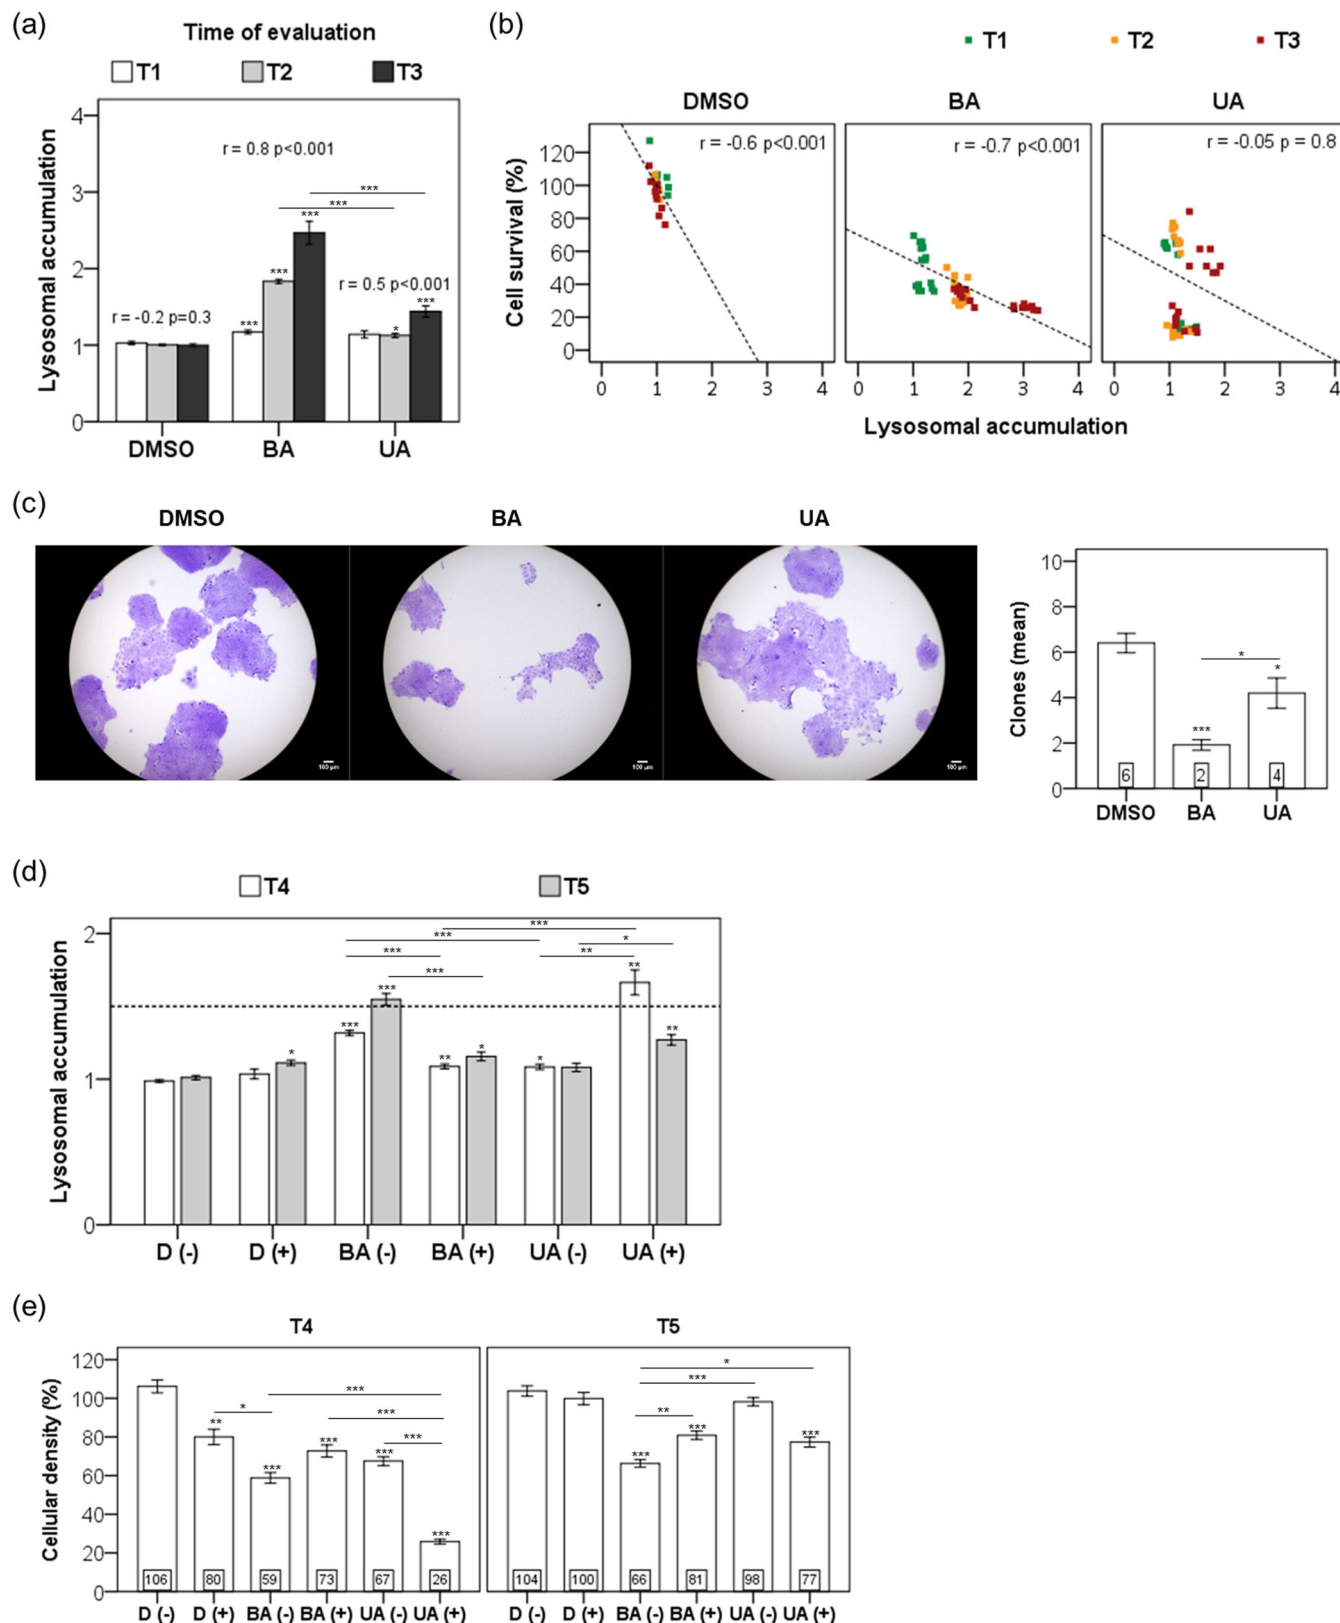 (a)
Time of evaluation
T1 T2 T3
Lysosomal accumulation
4
3
2
1
0
r = 0.8 p<0.001
***
***
***
***
r = 0.5 p<0.001
***
r = -0.2 p=0.3
***
*
DMSO BA UA
(b)
T1 T2 T3
DMSO BA UA
Cell survival (%)
120
100
80
60
40
20
0
r = -0.6 p<0.001
r = -0.7 p<0.001
r = -0.05 p = 0.8
0 1 2 3 4 0 1 2 3 4 0 1 2 3 4
Lysosomal accumulation
(c)
DMSO BA UA
100 µm 100 µm 100 µm
Clones (mean)
10
8
6
4
2
0
*
*
***
6 2 4
DMSO BA UA
(d)
T4 T5
Lysosomal accumulation
2
1
0
***
*** *
*** **
***
**
***
***
**
*
** * *
D (-) D (+) BA (-) BA (+) UA (-) UA (+)
(e)
T4 T5
Cellular density (%)
120
100
80
60
40
20
0
***
* ***
** ***
*** ***
***
***
106 80 59 73 67 26
D (-) D (+) BA (-) BA (+) UA (-) UA (+)
*
***
**
*** ***
***
104 100 66 81 98 77
D (-) D (+) BA (-) BA (+) UA (-) UA (+)